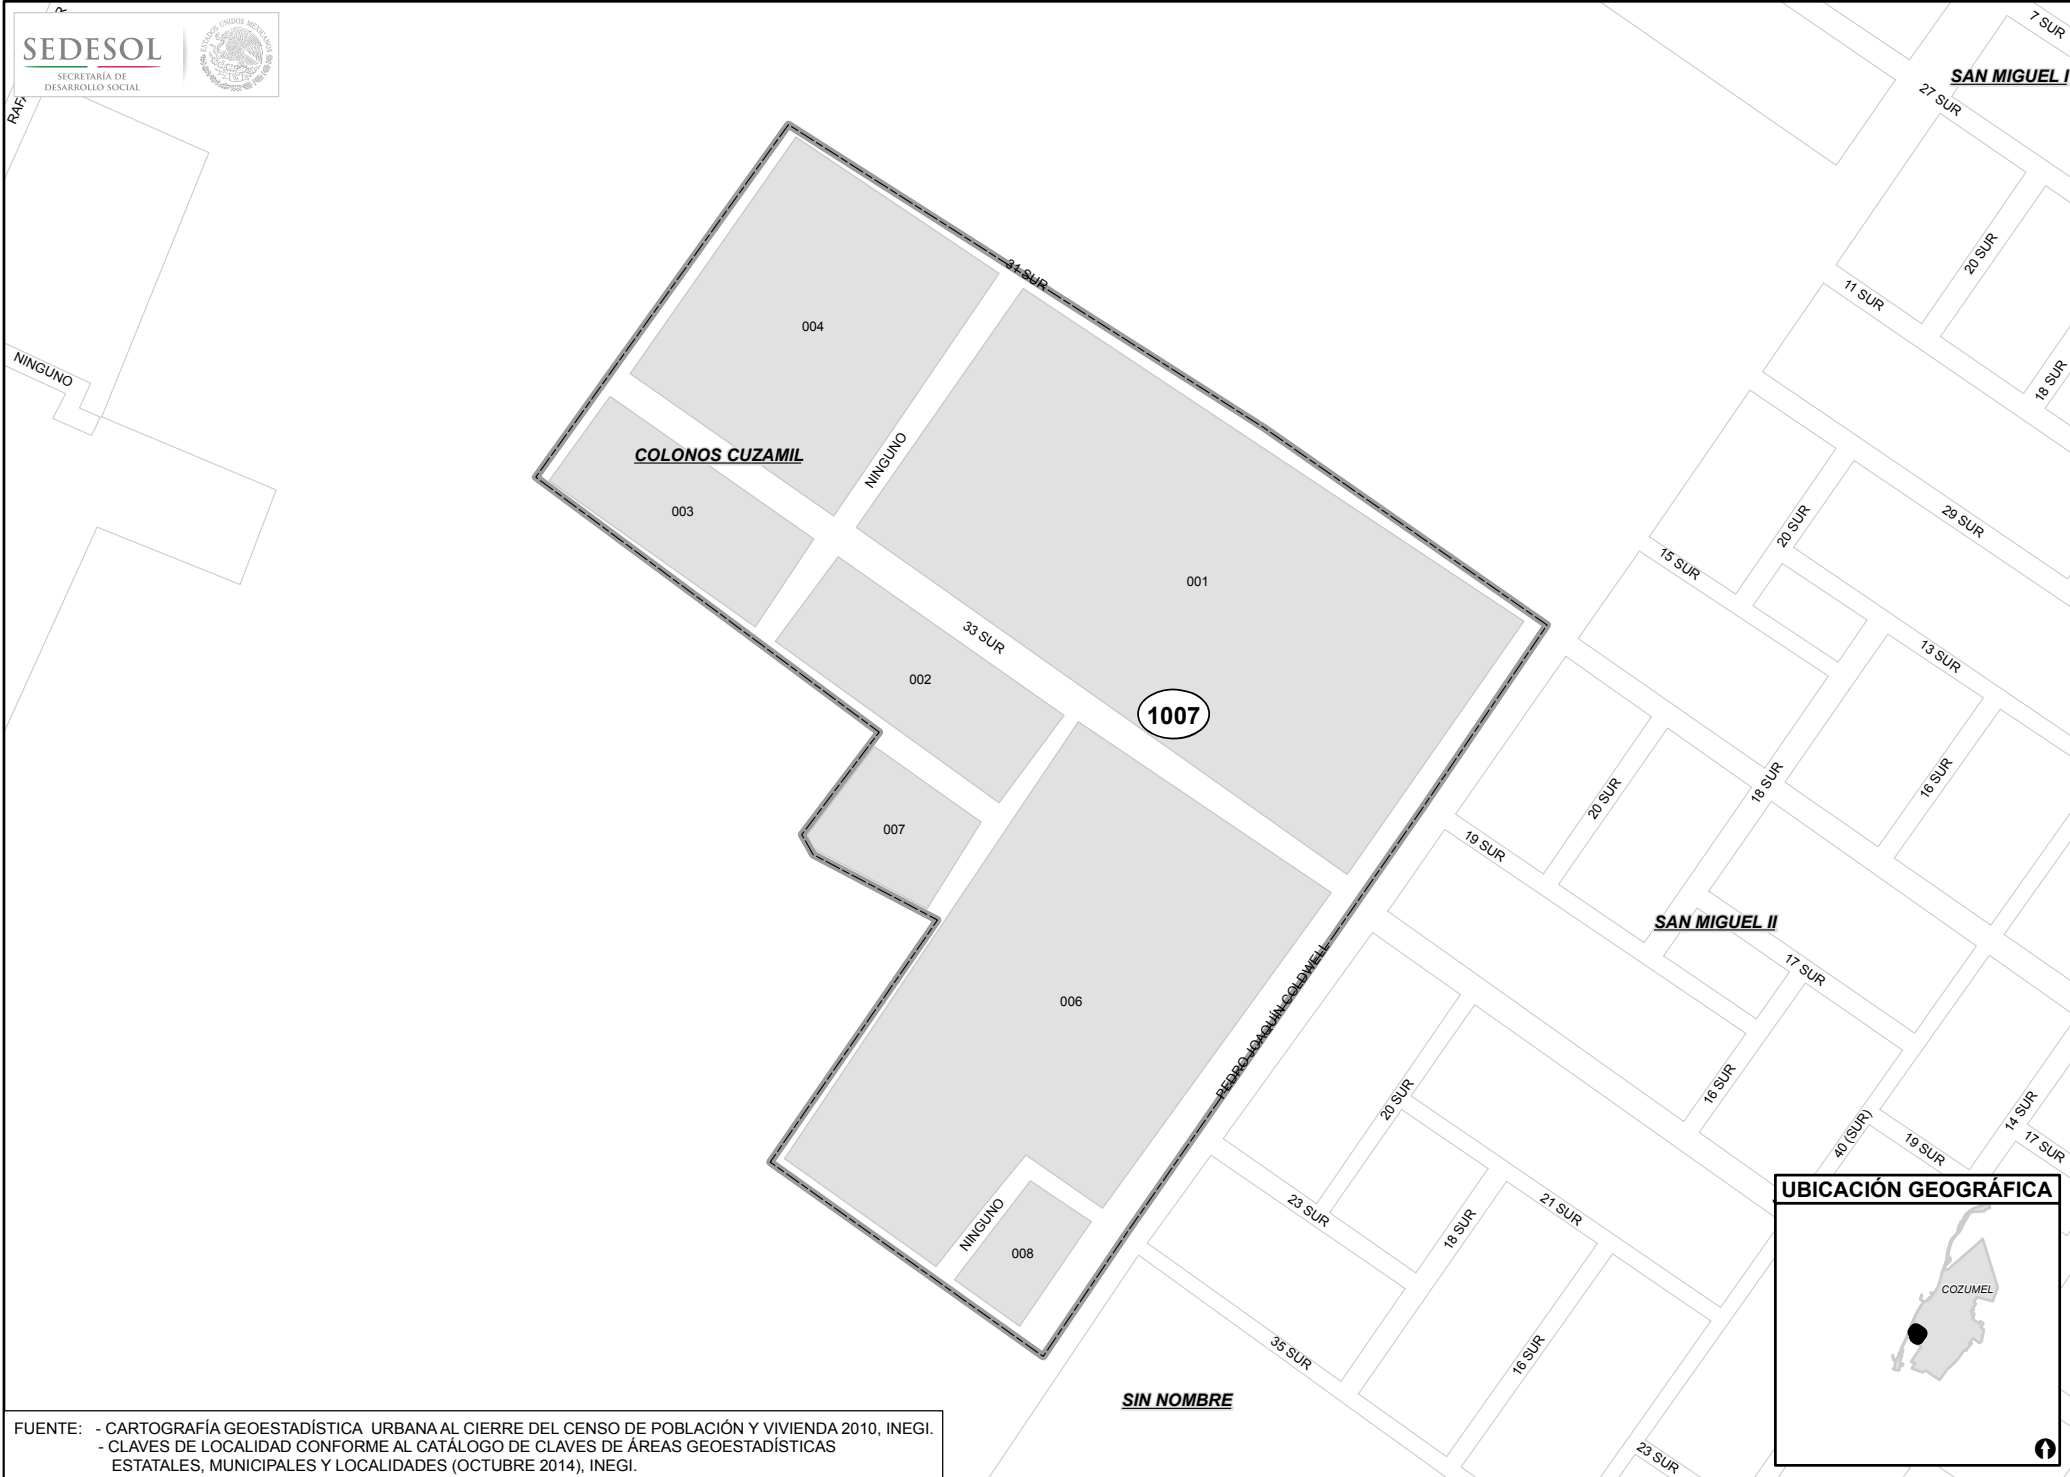 SEDESOL
SECRETARÍA DE
DESARROLLO SOCIAL
ESTADOS UNIDOS MEXICANOS
7 SUR
SAN MIGUEL I
27 SUR
20 SUR
11 SUR
18 SUR
31 SUR
004
NINGUNO
COLONOS CUZAMIL
NINGUNO
003
001
20 SUR
29 SUR
15 SUR
33 SUR
13 SUR
002
1007
18 SUR
16 SUR
20 SUR
007
19 SUR
SAN MIGUEL II
17 SUR
006
PEDRO JOAQUÍN COLDWELL
20 SUR
16 SUR
40 (SUR)
14 SUR
17 SUR
19 SUR
23 SUR
21 SUR
18 SUR
NINGUNO
008
35 SUR
16 SUR
SIN NOMBRE
23 SUR
UBICACIÓN GEOGRÁFICA
COZUMEL
FUENTE: - CARTOGRAFÍA GEOESTADÍSTICA URBANA AL CIERRE DEL CENSO DE POBLACIÓN Y VIVIENDA 2010, INEGI.
- CLAVES DE LOCALIDAD CONFORME AL CATÁLOGO DE CLAVES DE ÁREAS GEOESTADÍSTICAS
ESTATALES, MUNICIPALES Y LOCALIDADES (OCTUBRE 2014), INEGI.